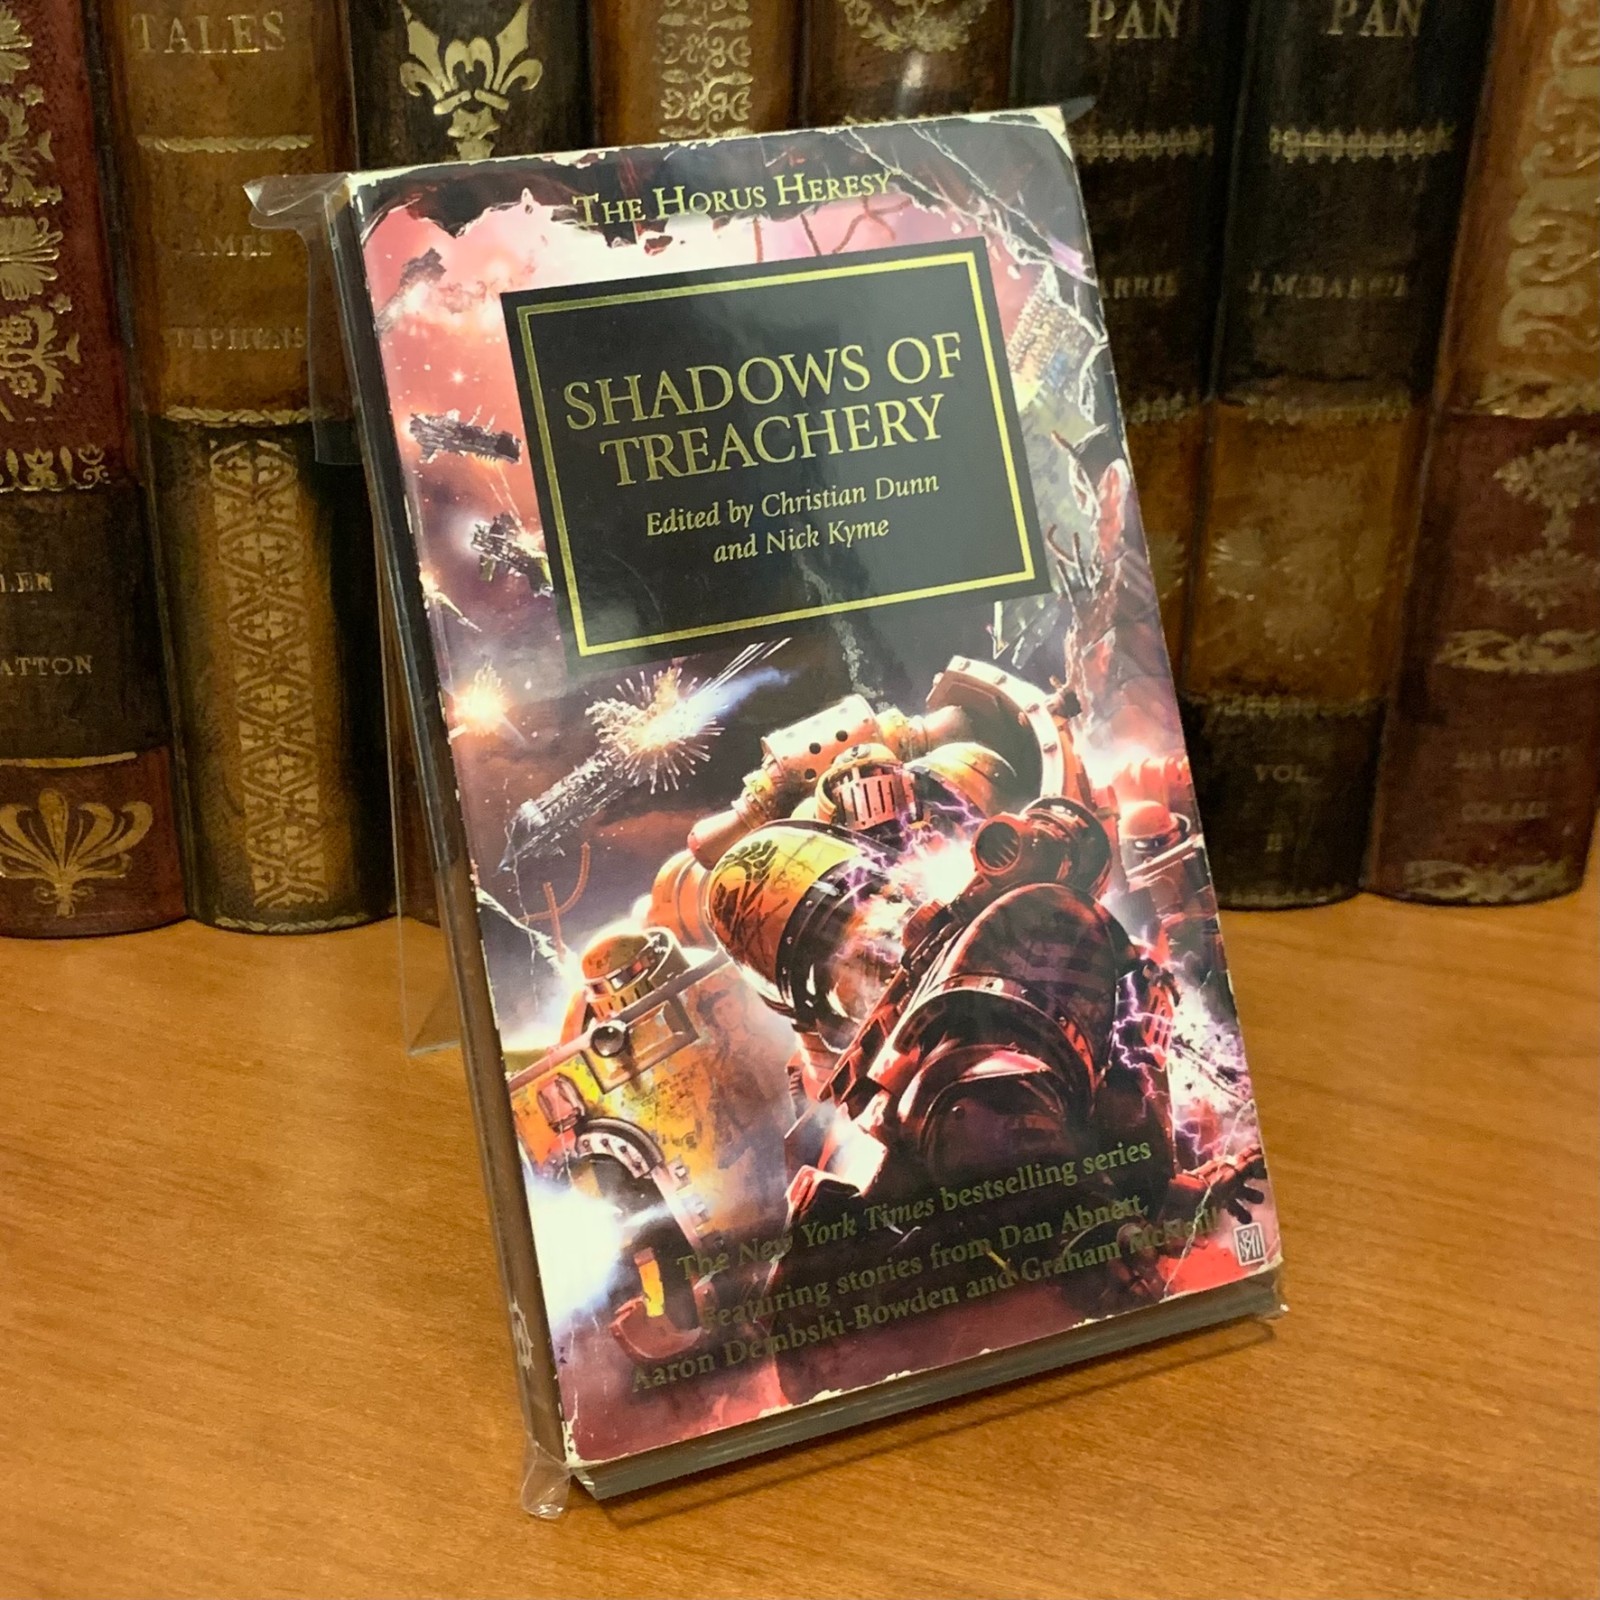 TALES
PAN
PAN
THE HORUS HERESY
SHADOWS OF
TREACHERY
Edited by Christian Dunn
and Nick Kyme
The New York Times bestselling series
Featuring stories from Dan Abnett,
Aaron Dembski-Bowden and Graham McNeill
JAMES
STEPHENS
J.M. BARRIE
VOL